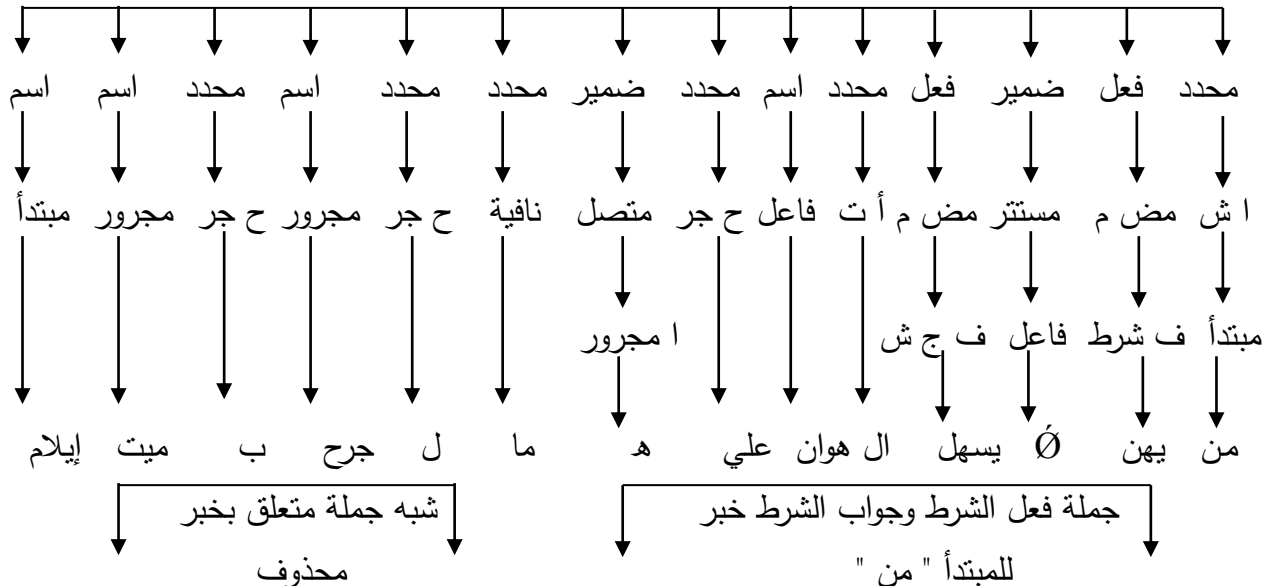 محدد فعل ضمير فعل محدد اسم محدد ضمير محدد محدد اسم محدد اسم اسم
ا ش مض م مستتر مض م أ ت فاعل ح جر متصل نافية ح جر مجرور ح جر مجرور مبتدأ
مبتدأ ف شرط فاعل ف ج ش ا مجرور
من يهن Ǿ يسهل ال هوان علي ه ما ل جرح ب ميت إيلام
جملة فعل الشرط وجواب الشرط خبر شبه جملة متعلق بخبر
للمبتدأ " من " محذوف